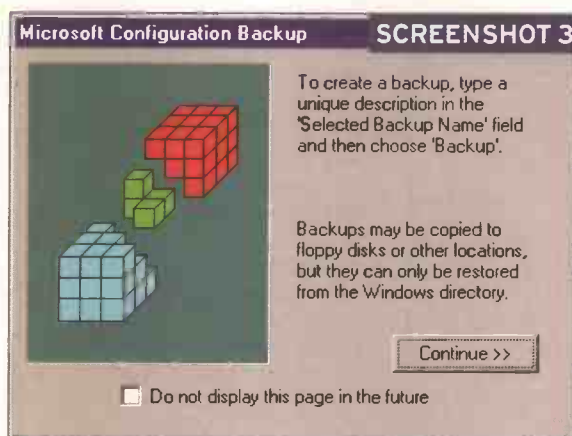 Microsoft Configuration Backup
SCREENSHOT 3
To create a backup, type a
unique description in the
'Selected Backup Name' field
and then choose 'Backup'.
Backups may be copied to
floppy disks or other locations,
but they can only be restored
from the Windows directory.
Continue >>
Do not display this page in the future